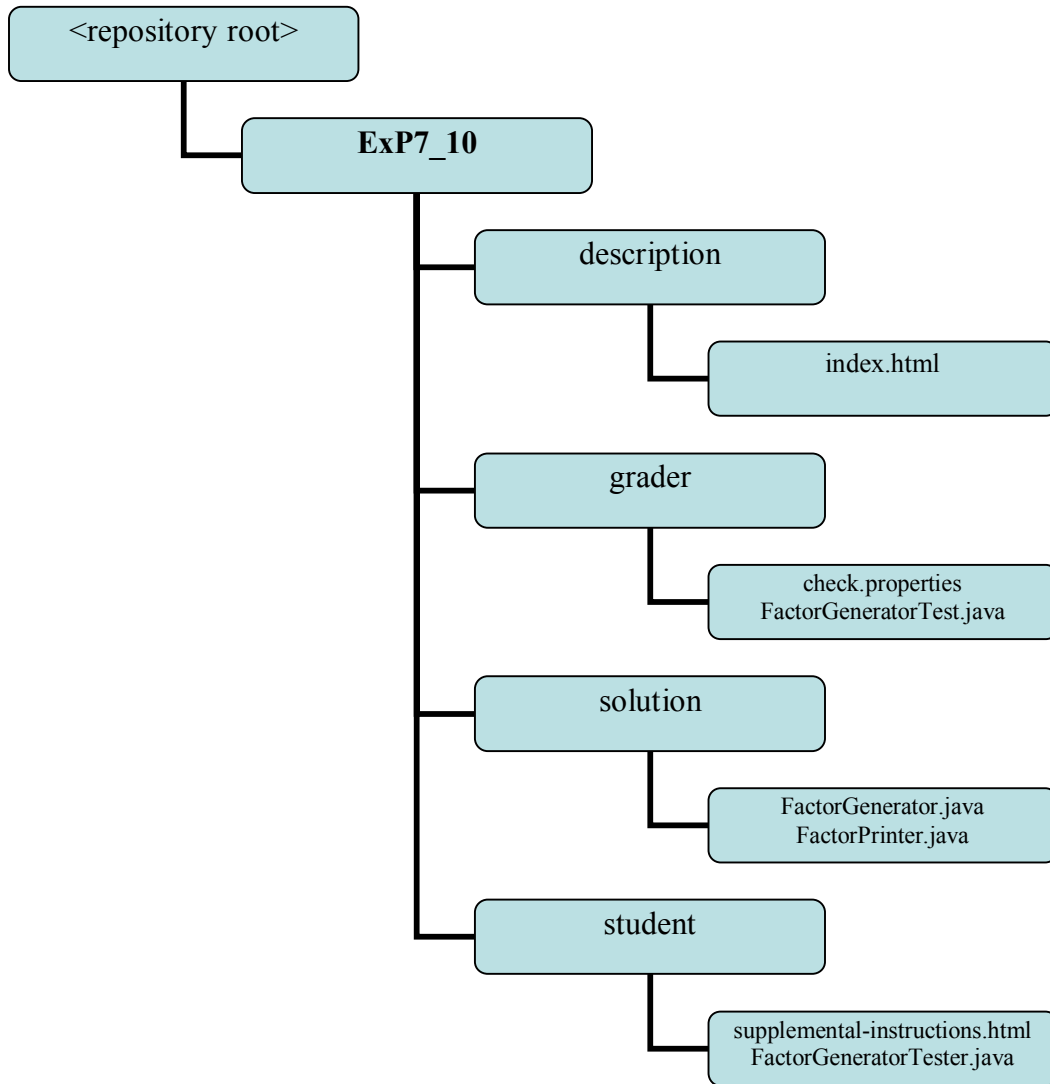 <repository root>
ExP7_10
description
index.html
grader
check.properties
FactorGeneratorTest.java
solution
FactorGenerator.java
FactorPrinter.java
student
supplemental-instructions.html
FactorGeneratorTester.java